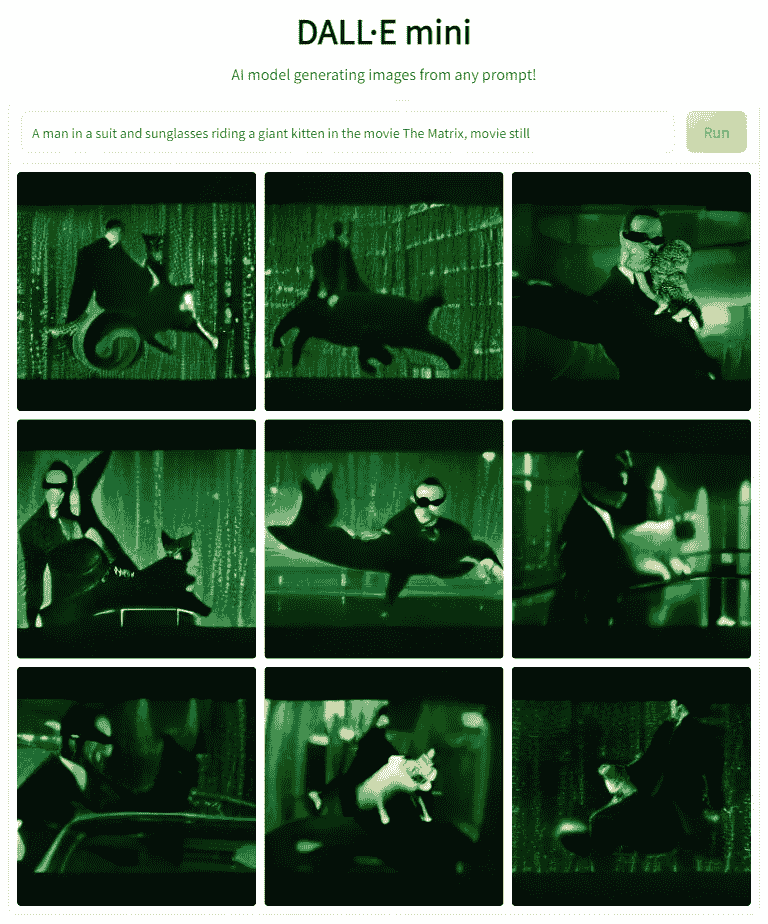 DALL·E mini
AI model generating images from any prompt!
A man in a suit and sunglasses riding a giant kitten in the movie The Matrix, movie still
Run